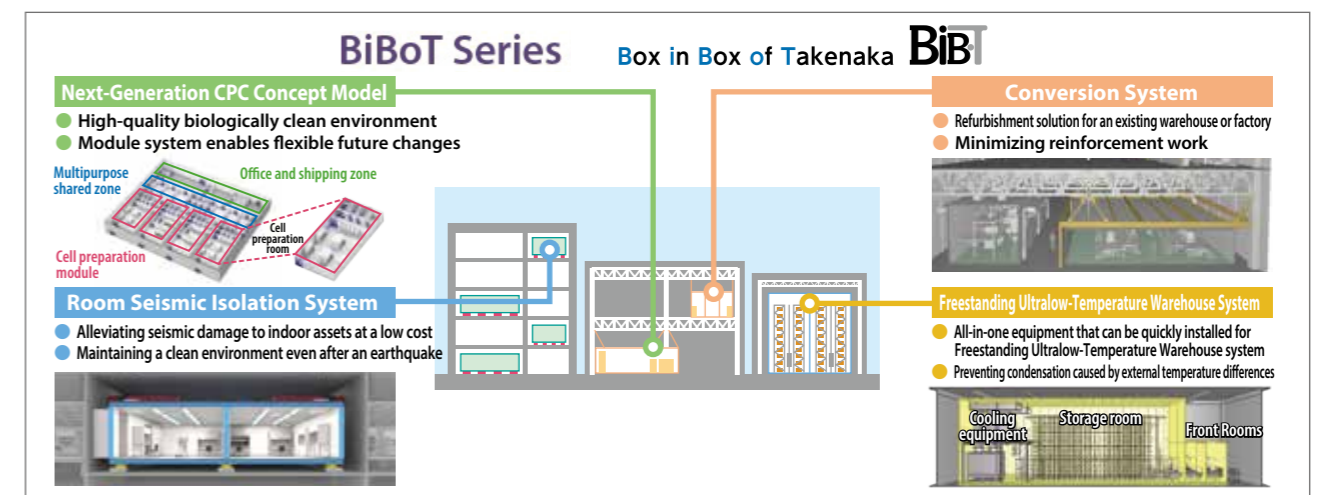 BiBoT Series
Box in Box of Takenaka
BiBoT
Next-Generation CPC Concept Model
High-quality biologically clean environment
Module system enables flexible future changes
Multipurpose
shared zone
Office and shipping zone
Cell
preparation
room
Cell preparation
module
Room Seismic Isolation System
Alleviating seismic damage to indoor assets at a low cost
Maintaining a clean environment even after an earthquake
Conversion System
Refurbishment solution for an existing warehouse or factory
Minimizing reinforcement work
Freestanding Ultralow-Temperature Warehouse System
All-in-one equipment that can be quickly installed for
Freestanding Ultralow-Temperature Warehouse system
Preventing condensation caused by external temperature differences
Cooling
equipment
Storage room
Front Rooms